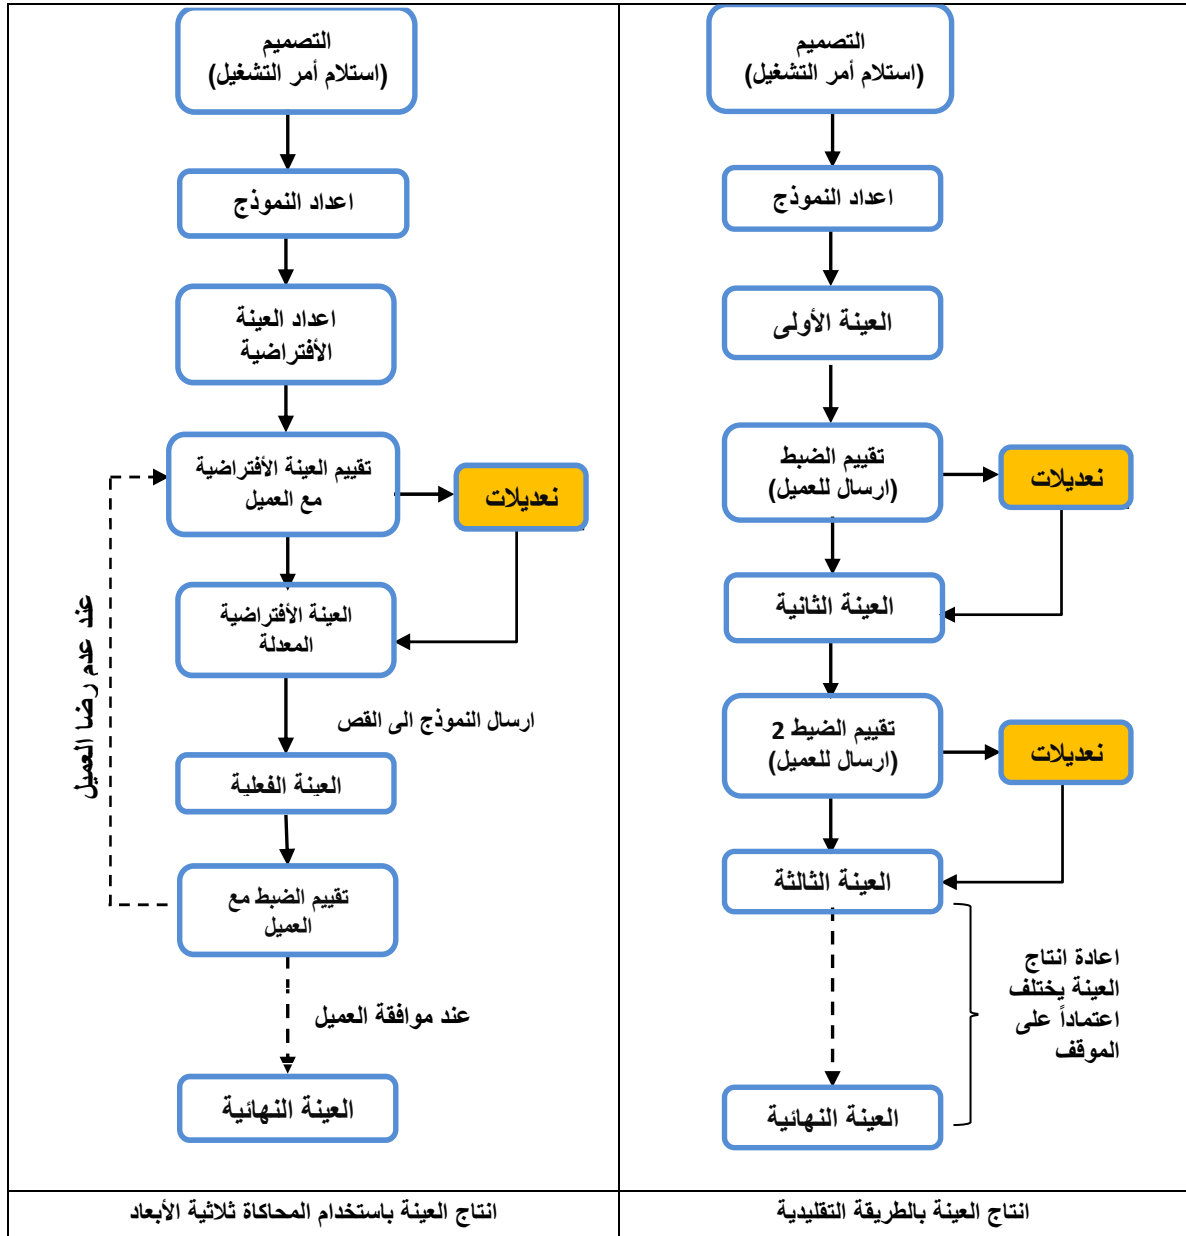 التصميم
(استلام أمر التشغيل)
اعداد النموذج
العينة الأولى
تقييم الضبط
(ارسال للعميل)
نعديلات
العينة الثانية
تقييم الضيط 2
(ارسال للعميل)
نعديلات
العينة الثالثة
اعادة انتاج
العينة يختلف
اعتماداً على
الموقف
العينة النهائية
انتاج العينة بالطريقة التقليدية
التصميم
(استلام أمر التشغيل)
اعداد النموذج
اعداد العينة
الأفتراضية
تقييم العينة الأفتراضية
مع العميل
نعديلات
العينة الأفتراضية
المعدلة
عند عدم رضا العميل
ارسال النموذج الى القص
العينة الفعلية
تقييم الضبط مع
العميل
عند موافقة العميل
العينة النهائية
انتاج العينة باستخدام المحاكاة ثلاثية الأبعاد